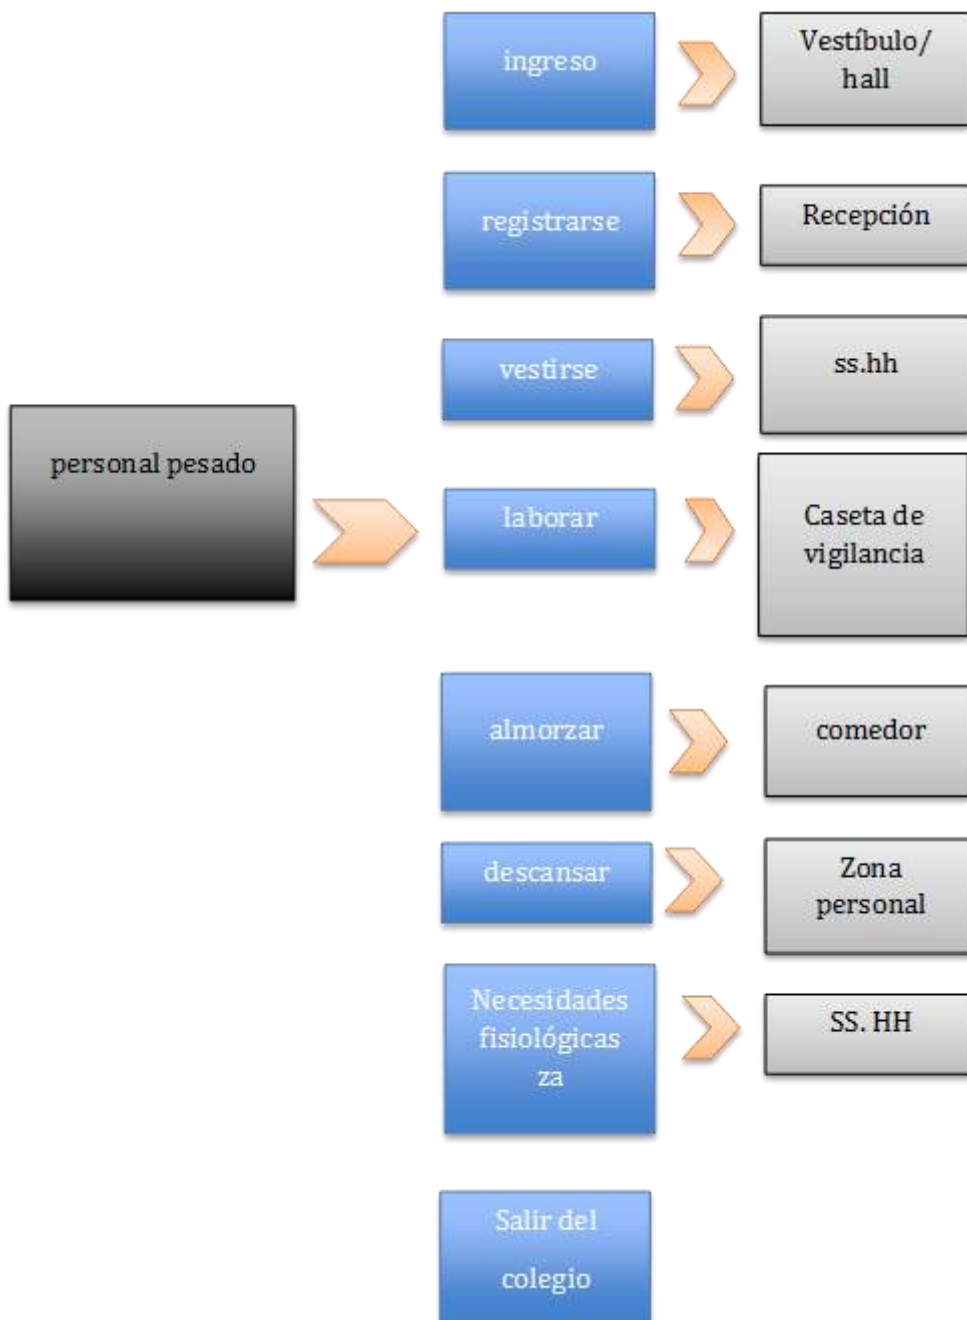 ingreso
Vestíbulo/
hall
registrarse
Recepción
vestirse
ss.hh
personal pesado
laborar
Caseta de
vigilancia
almorzar
comedor
descansar
Zona
personal
Necesidades
fisiológicas
za
SS. HH
Salir del
colegio